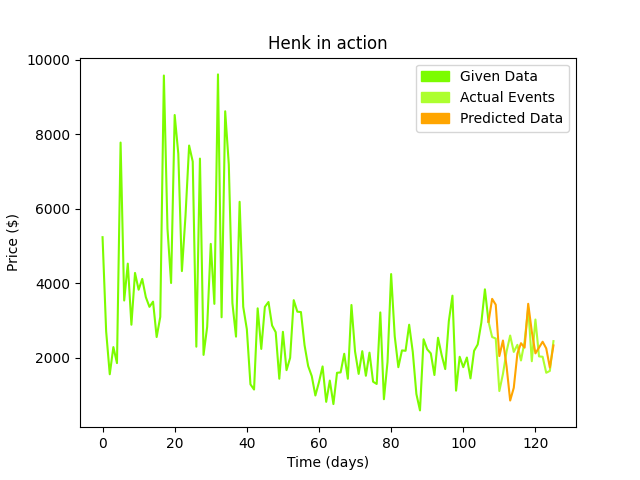 Henk in action
Given Data
Actual Events
Predicted Data
Price ($)
10000
8000
6000
4000
2000
0 20 40 60 80 100 120
Time (days)